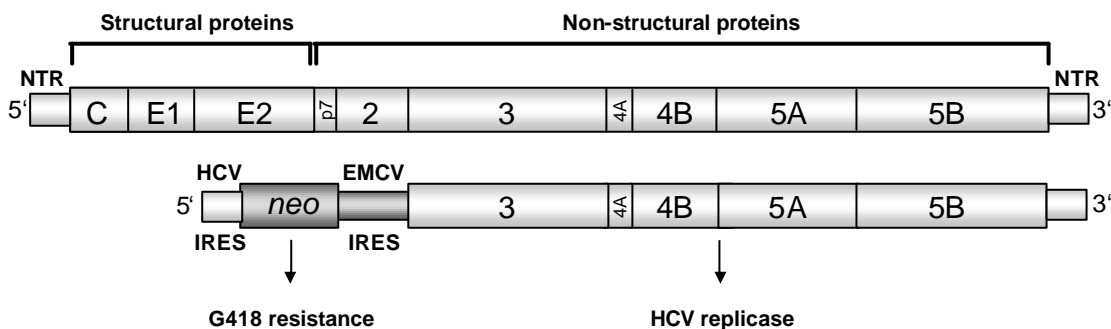 Structural proteins Non-structural proteins
NTR NTR
5‘ C E1 E2 p7 2 3 4A 4B 5A 5B 3‘
HCV EMCV
5‘ neo 3 4A 4B 5A 5B 3‘
IRES IRES
G418 resistance HCV replicase